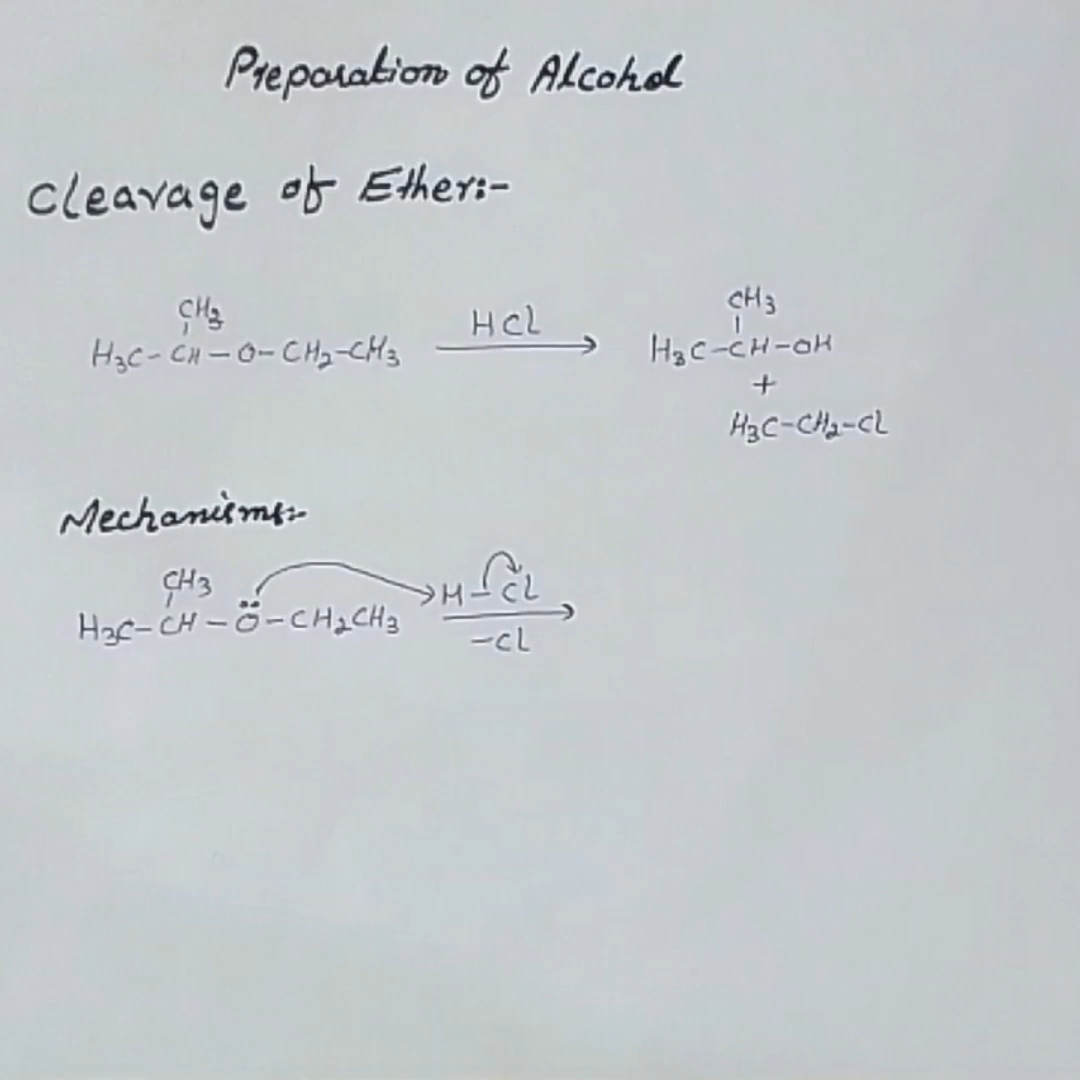 Preparation of Alcohol
Cleavage of Ether:-
CH3
H3C-CH-O-CH2-CH3
HCl
CH3
H3C-CH-OH
+
H3C-CH2-Cl
Mechanisms:-
CH3
H3C-CH-Ö-CH2CH3
H-Cl
-Cl